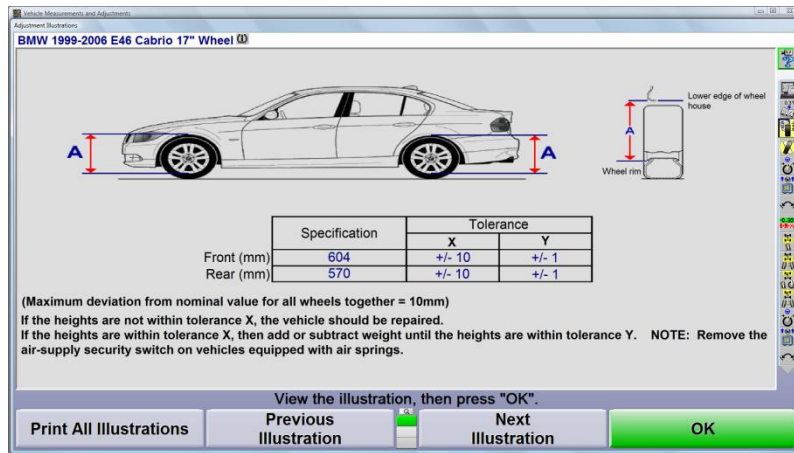 Vehicle Measurements and Adjustments
Adjustment Illustrations
BMW 1999-2006 E46 Cabrio 17" Wheel
A
A
A
Lower edge of wheel
house
Wheel rim
Specification
Tolerance
X
Y
Front (mm) 604 +/- 10 +/- 1
Rear (mm) 570 +/- 10 +/- 1
(Maximum deviation from nominal value for all wheels together = 10mm)
If the heights are not within tolerance X, the vehicle should be repaired.
If the heights are within tolerance X, then add or subtract weight until the heights are within tolerance Y. NOTE: Remove the
air-supply security switch on vehicles equipped with air springs.
View the illustration, then press "OK".
Print All Illustrations
Previous
Illustration
Next
Illustration
OK